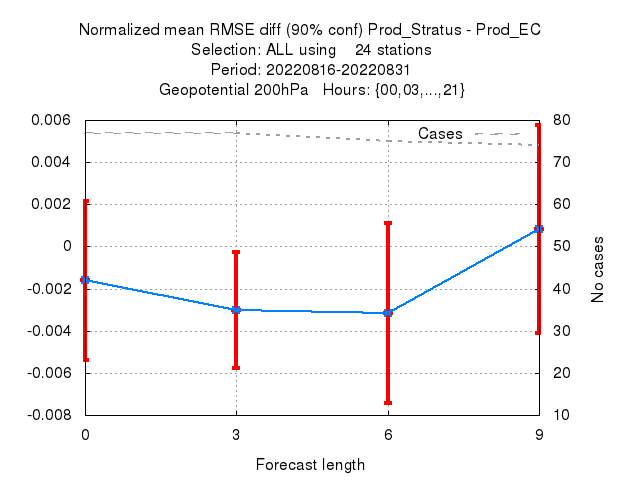 Normalized mean RMSE diff (90% conf) Prod_Stratus - Prod_EC
Selection: ALL using    24 stations
Period: 20220816-20220831
Geopotential 200hPa   Hours: {00,03,...,21}
Cases
0.006
0.004
0.002
0
-0.002
-0.004
-0.006
-0.008
80
70
60
50
40
30
20
10
No cases
0 3 6 9
Forecast length